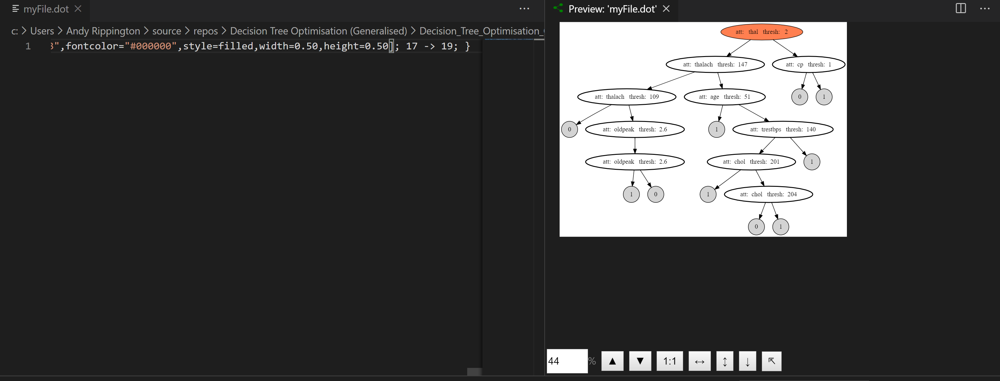 myFile.dot
Preview: 'myFile.dot'
c: > Users > Andy Rippington > source > repos > Decision Tree Optimisation (Generalised) > Decision_Tree_Optimisation_
1 ",fontcolor="#000000",style=filled,width=0.50,height=0.50]; 17 -> 19; }
att: thal thresh: 2
att: thalach thresh: 147
att: cp thresh: 1
att: thalach thresh: 109
att: age thresh: 51
0
1
0
att: oldpeak thresh: 2.6
1
att: trestbps thresh: 140
att: oldpeak thresh: 2.6
att: chol thresh: 201
1
1
0
1
att: chol thresh: 204
0
1
44 %
1:1